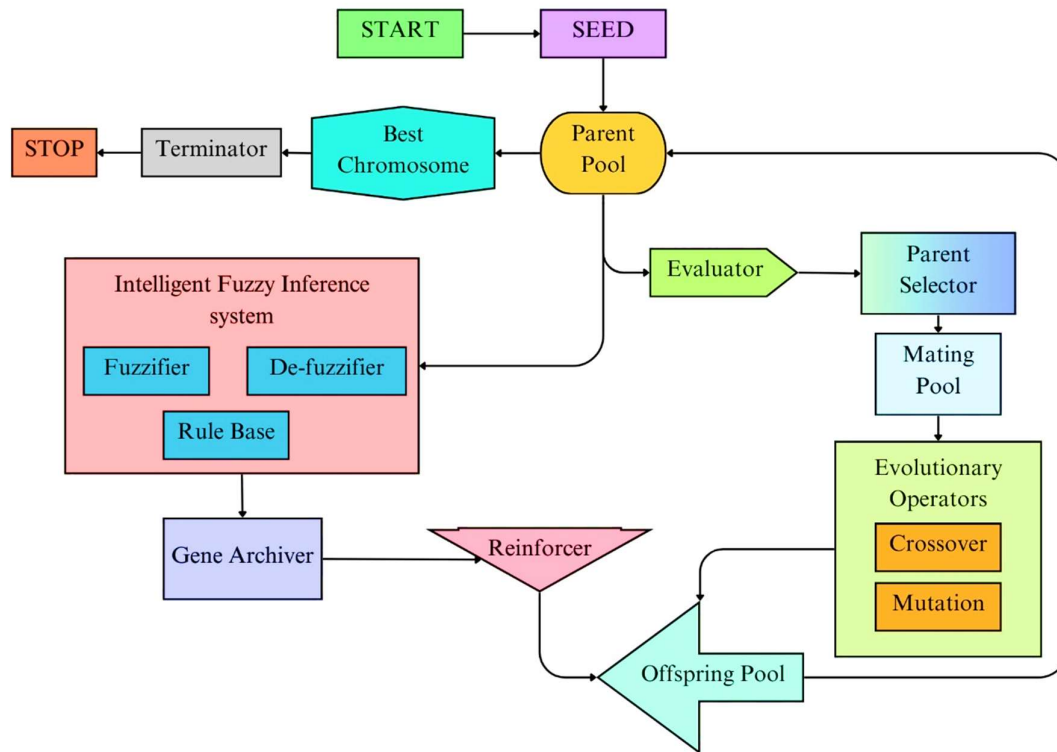 START
SEED
STOP
Terminator
Best
Chromosome
Parent
Pool
Evaluator
Parent
Selector
Intelligent Fuzzy Inference
system
Fuzzifier
De-fuzzifier
Rule Base
Mating
Pool
Evolutionary
Operators
Crossover
Mutation
Gene Archiver
Reinforcer
Offspring Pool